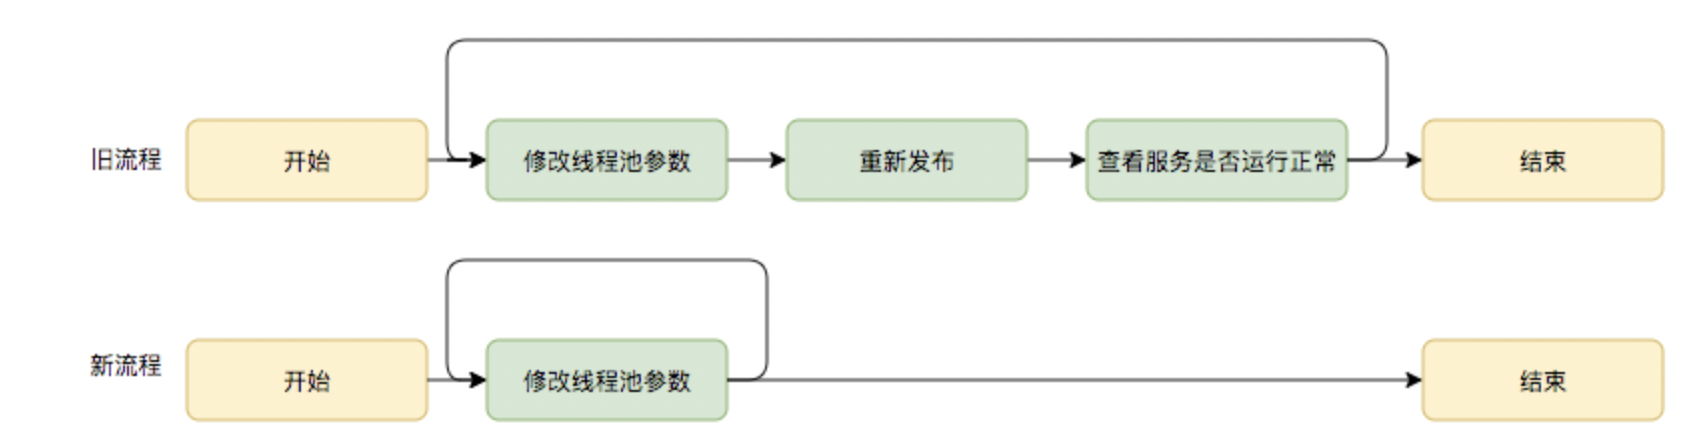 旧流程
开始
修改线程池参数
重新发布
查看服务是否运行正常
结束
新流程
开始
修改线程池参数
结束